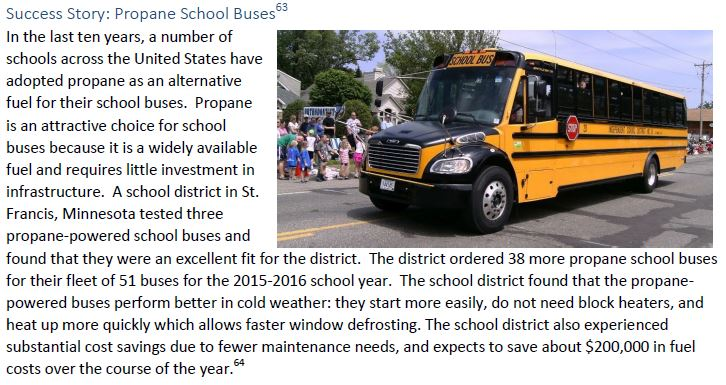 Success Story: Propane School Buses63
In the last ten years, a number of
schools across the United States have
adopted propane as an alternative
fuel for their school buses.  Propane
is an attractive choice for school
buses because it is a widely available
fuel and requires little investment in
infrastructure.  A school district in St.
Francis, Minnesota tested three
propane-powered school buses and
found that they were an excellent fit for the district.  The district ordered 38 more propane school buses
for their fleet of 51 buses for the 2015-2016 school year.  The school district found that the propane-
powered buses perform better in cold weather: they start more easily, do not need block heaters, and
heat up more quickly which allows faster window defrosting. The school district also experienced
substantial cost savings due to fewer maintenance needs, and expects to save about $200,000 in fuel
costs over the course of the year.64
SCHOOL BUS
STOP
INDEPENDENT SCHOOL DISTRICT